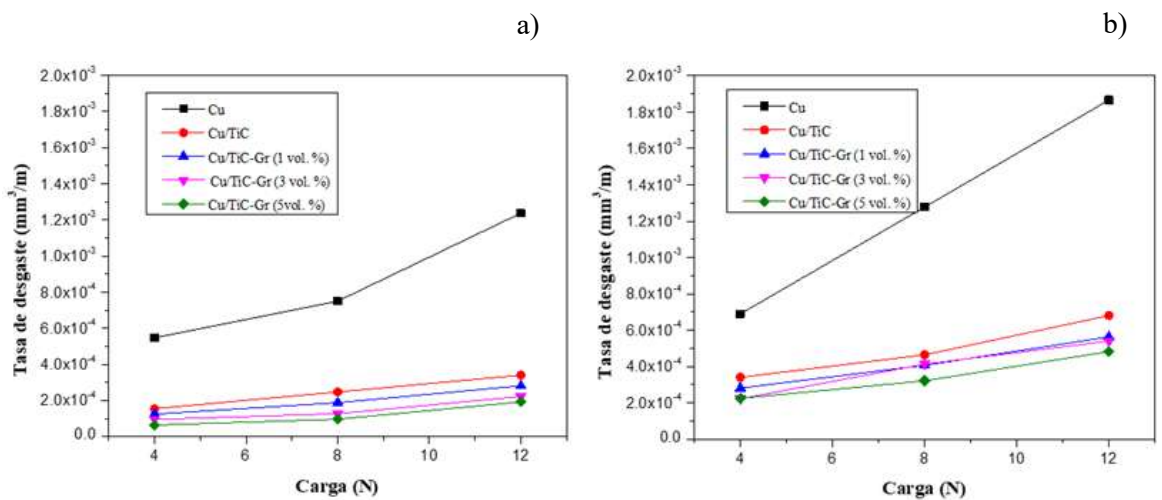 a)
2.0x10⁻³
1.8x10⁻³
1.6x10⁻³
1.4x10⁻³
1.2x10⁻³
1.0x10⁻³
8.0x10⁻⁴
6.0x10⁻⁴
4.0x10⁻⁴
2.0x10⁻⁴
0.0
Tasa de desgaste (mm³/m)
Cu
Cu/TiC
Cu/TiC-Gr (1 vol. %)
Cu/TiC-Gr (3 vol. %)
Cu/TiC-Gr (5vol. %)
4 6 8 10 12
Carga (N)
b)
2.0x10⁻³
1.8x10⁻³
1.6x10⁻³
1.4x10⁻³
1.2x10⁻³
1.0x10⁻³
8.0x10⁻⁴
6.0x10⁻⁴
4.0x10⁻⁴
2.0x10⁻⁴
0.0
Tasa de desgaste (mm³/m)
Cu
Cu/TiC
Cu/TiC-Gr (1 vol. %)
Cu/TiC-Gr (3 vol. %)
Cu/TiC-Gr (5 vol. %)
4 6 8 10 12
Carga (N)